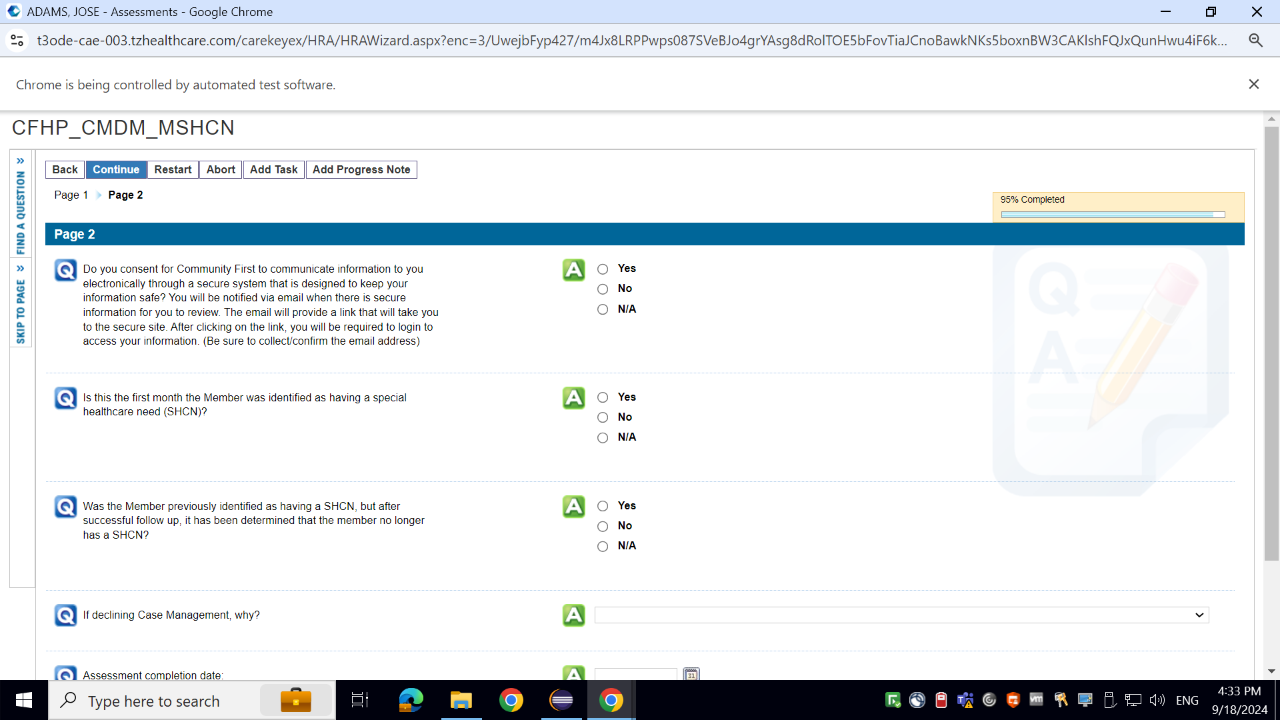 ADAMS, JOSE - Assessments - Google Chrome
t3ode-cae-003.tzhealthcare.com/carekeyex/HRA/HRAWizard.aspx?enc=3/UwejbFyp427/m4Jx8LRPPwps087SVeBJo4grYAsg8dRolTOE5bFovTiaJCnoBawkNKs5boxnBW3CAKlshFQJxQunHwu4iF6k...
Chrome is being controlled by automated test software.
CFHP_CMDM_MSHCN
FIND A QUESTION
SKIP TO PAGE
Back Continue Restart Abort Add Task Add Progress Note
Page 1 Page 2
95% Completed
Page 2
Q Do you consent for Community First to communicate information to you
electronically through a secure system that is designed to keep your
information safe? You will be notified via email when there is secure
information for you to review. The email will provide a link that will take you
to the secure site. After clicking on the link, you will be required to login to
access your information. (Be sure to collect/confirm the email address)
A Yes
No
N/A
Q Is this the first month the Member was identified as having a special
healthcare need (SHCN)?
A Yes
No
N/A
Q Was the Member previously identified as having a SHCN, but after
successful follow up, it has been determined that the member no longer
has a SHCN?
A Yes
No
N/A
Q If declining Case Management, why?
A
Q Assessment completion date:
A
Q
A
Type here to search
ENG
4:33 PM
9/18/2024